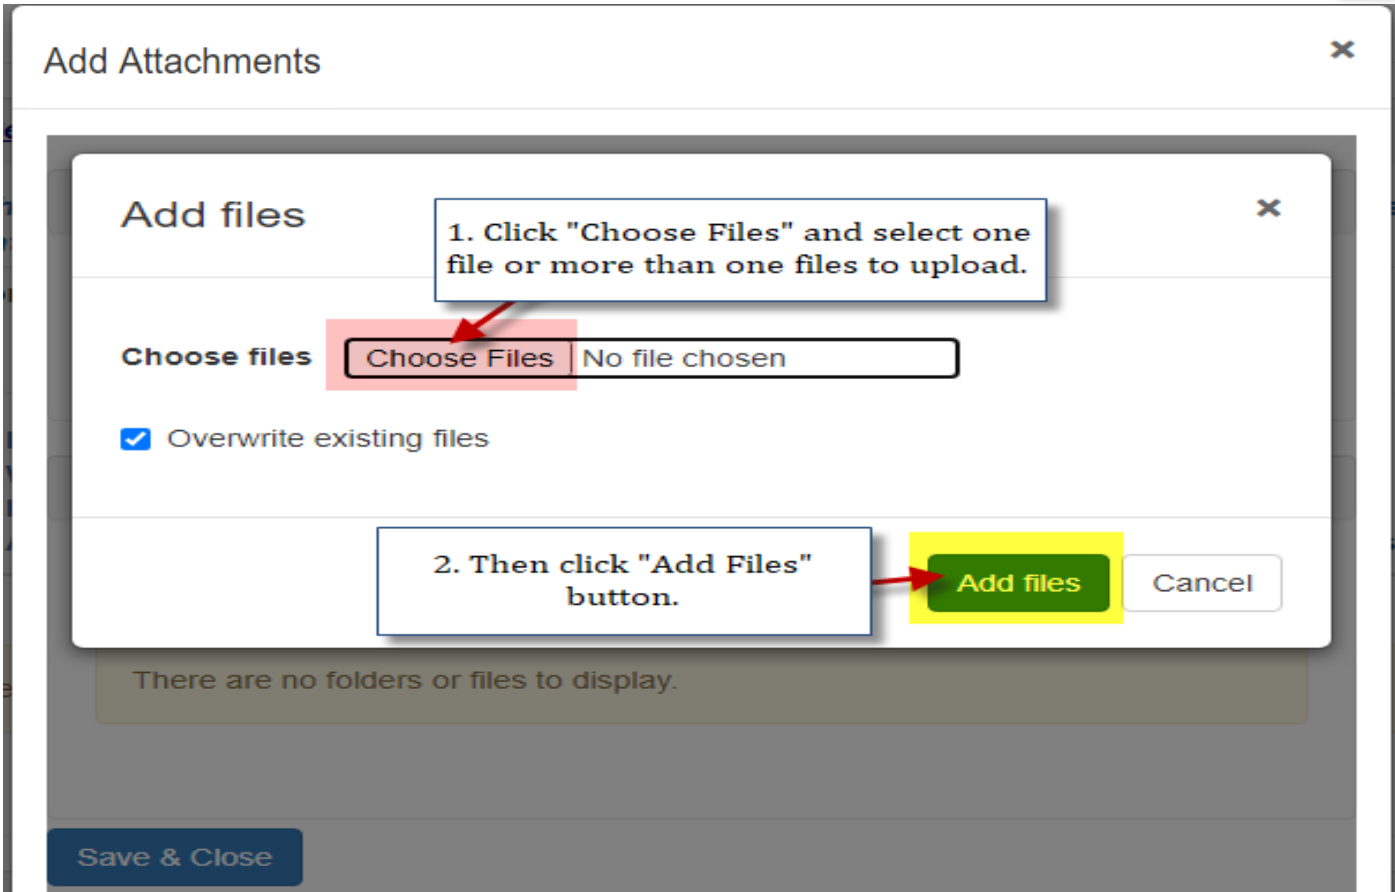 Add Attachments
×
Add files
×
1. Click "Choose Files" and select one
file or more than one files to upload.
Choose files Choose Files No file chosen
Overwrite existing files
2. Then click "Add Files"
button.
Add files Cancel
There are no folders or files to display.
Save & Close